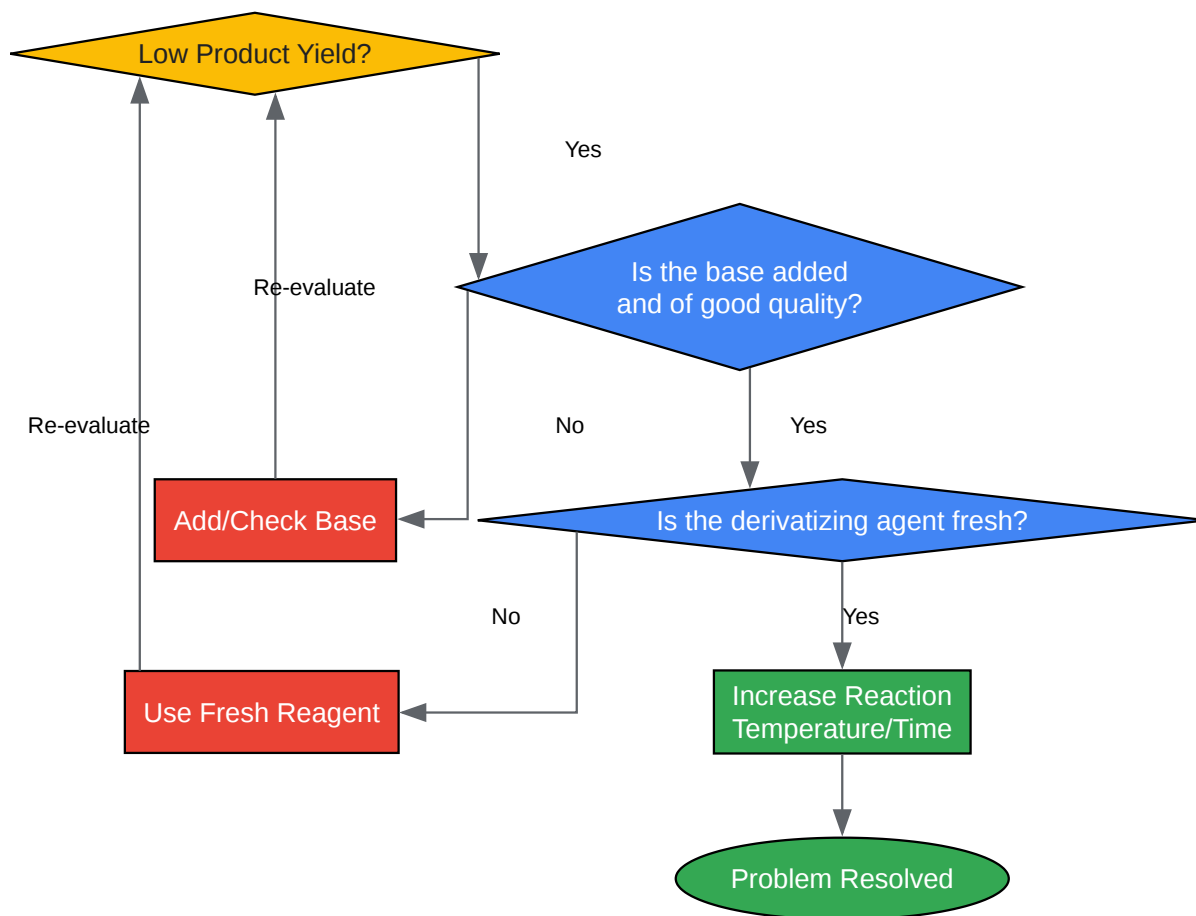 Low Product Yield?
Yes
Is the base added
and of good quality?
Re-evaluate
Re-evaluate
No
Yes
Add/Check Base
Is the derivatizing agent fresh?
No
Yes
Use Fresh Reagent
Increase Reaction
Temperature/Time
Problem Resolved